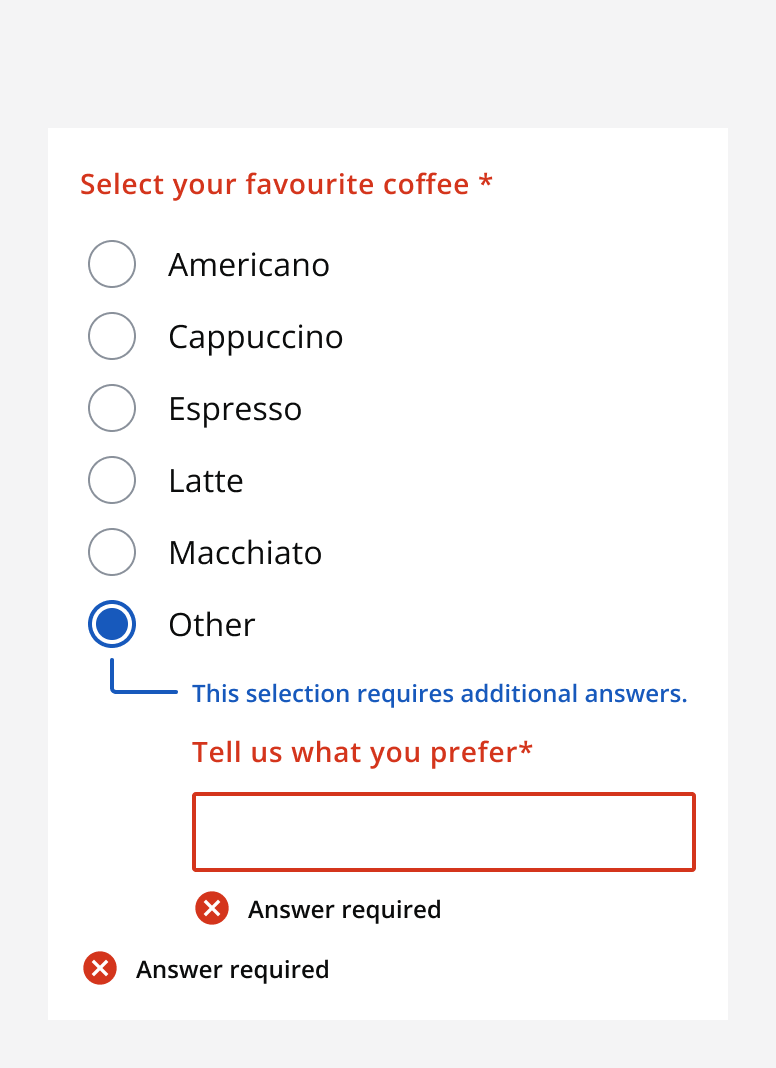 Select your favourite coffee *
Americano
Cappuccino
Espresso
Latte
Macchiato
Other
This selection requires additional answers.
Tell us what you prefer*
Answer required
Answer required